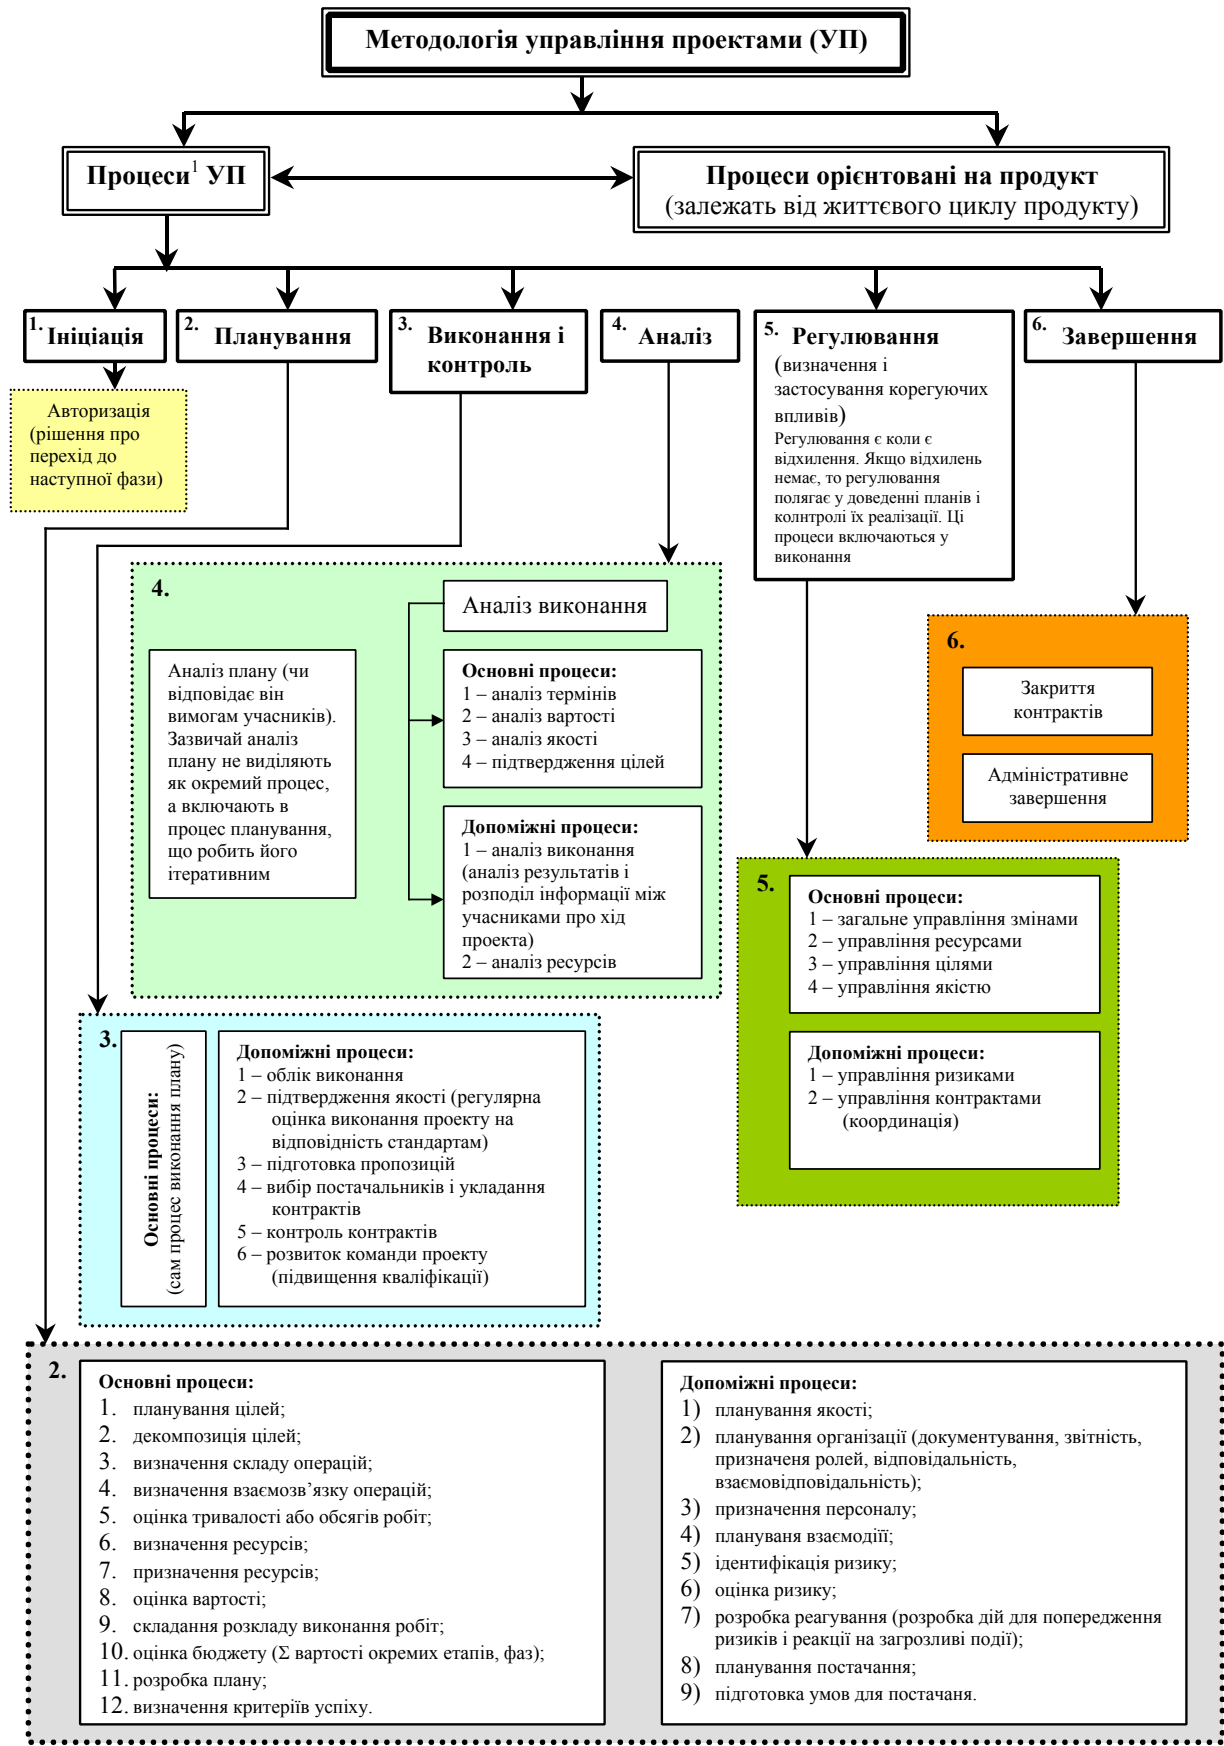 Методологія управління проектами (УП)
Процеси¹ УП
Процеси орієнтовані на продукт
(залежать від життєвого циклу продукту)
1. Ініціація
2. Планування
3. Виконання і
контроль
4. Аналіз
5. Регулювання
(визначення і
застосування корегуючих
впливів)
Регулювання є коли є
відхилення. Якщо відхилень
немає, то регулювання
полягає у доведенні планів і
колнтролі їх реалізації. Ці
процеси включаються у
виконання
6. Завершення
Авторизація
(рішення про
перехід до
наступної фази)
4.
Аналіз виконання
Аналіз плану (чи
відповідає він
вимогам учасників).
Зазвичай аналіз
плану не виділяють
як окремий процес,
а включають в
процес планування,
що робить його
ітеративним
Основні процеси:
1 – аналіз термінів
2 – аналіз вартості
3 – аналіз якості
4 – підтвердження цілей
Допоміжні процеси:
1 – аналіз виконання
(аналіз результатів і
розподіл інформації між
учасниками про хід
проекта)
2 – аналіз ресурсів
6.
Закриття
контрактів
Адміністративне
завершення
5.
Основні процеси:
1 – загальне управління змінами
2 – управління ресурсами
3 – управління цілями
4 – управління якістю
Допоміжні процеси:
1 – управління ризиками
2 – управління контрактами
(координація)
3.
Основні процеси:
(сам процес виконання плану)
Допоміжні процеси:
1 – облік виконання
2 – підтвердження якості (регулярна
оцінка виконання проекту на
відповідність стандартам)
3 – підготовка пропозицій
4 – вибір постачальників і укладання
контрактів
5 – контроль контрактів
6 – розвиток команди проекту
(підвищення кваліфікації)
2.
Основні процеси:
1. планування цілей;
2. декомпозиція цілей;
3. визначення складу операцій;
4. визначення взаємозв’язку операцій;
5. оцінка тривалості або обсягів робіт;
6. визначення ресурсів;
7. призначення ресурсів;
8. оцінка вартості;
9. складання розкладу виконання робіт;
10. оцінка бюджету (Σ вартості окремих етапів, фаз);
11. розробка плану;
12. визначення критеріїв успіху.
Допоміжні процеси:
1) планування якості;
2) планування організації (документування, звітність,
призначеня ролей, відповідальність,
взаємовідповідальність);
3) призначення персоналу;
4) плануваня взаємодіїї;
5) ідентифікація ризику;
6) оцінка ризику;
7) розробка реагування (розробка дій для попередження
ризиків і реакції на загрозливі події);
8) планування постачання;
9) підготовка умов для постачаня.